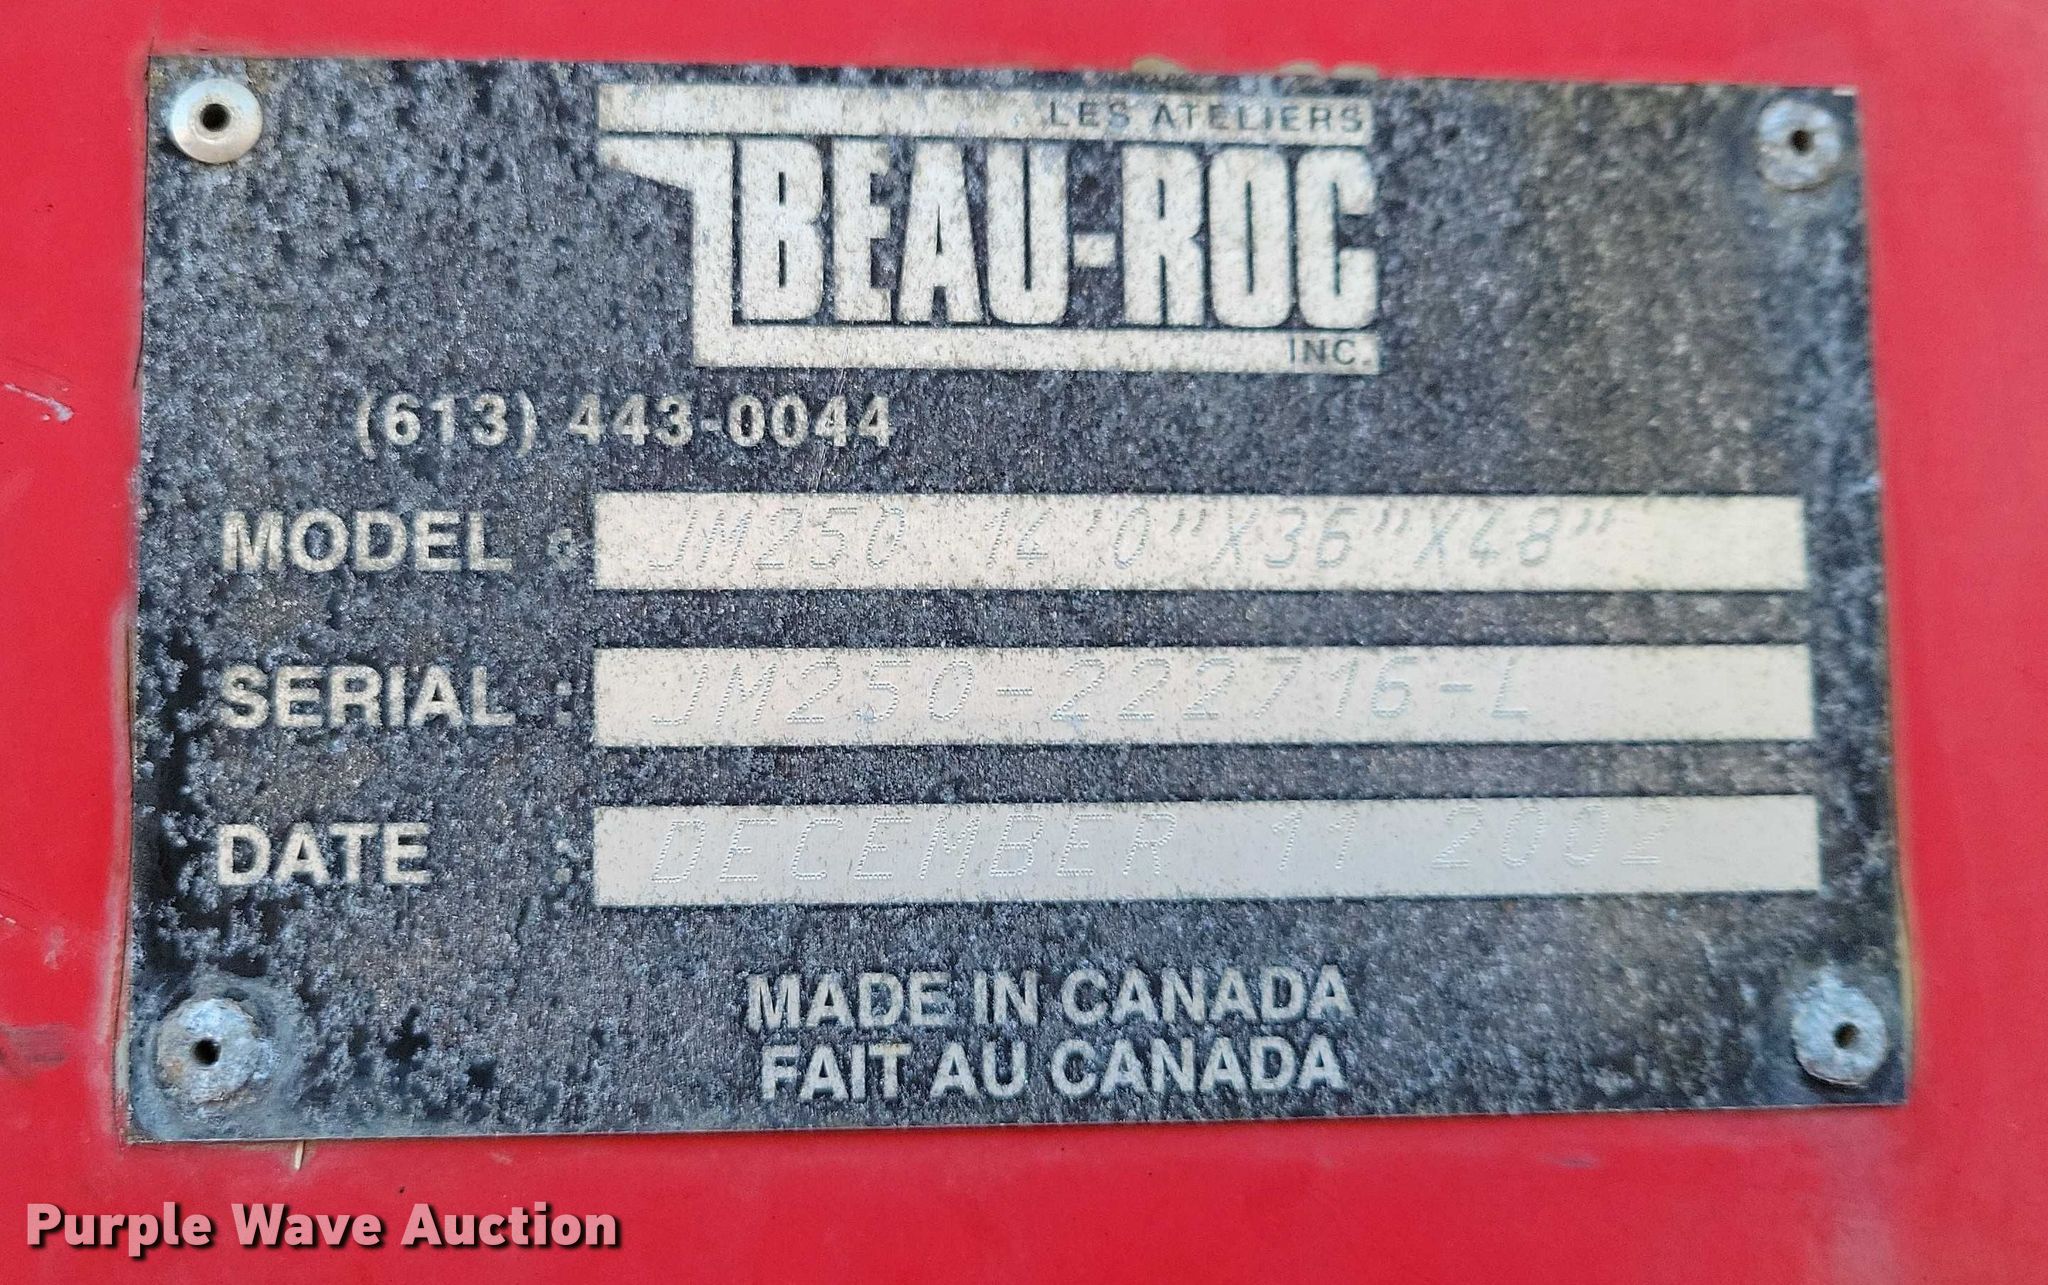 LES ATELIERS
BEAU-ROC
INC.
(613) 443-0044
MODEL : JM250 14'0"X36"X48"
SERIAL : JM250-222716-L
DATE : DECEMBER 11 2002
MADE IN CANADA
FAIT AU CANADA
Purple Wave Auction